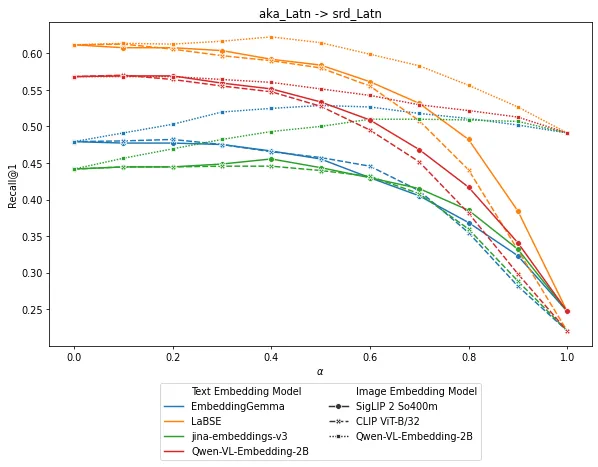 aka_Latn -> srd_Latn
0.60
0.55
0.50
0.45
0.40
0.35
0.30
0.25
Recall@1
0.0 0.2 0.4 0.6 0.8 1.0
α
Text Embedding Model Image Embedding Model
EmbeddingGemma SigLIP 2 So400m
LaBSE CLIP ViT-B/32
jina-embeddings-v3 Qwen-VL-Embedding-2B
Qwen-VL-Embedding-2B